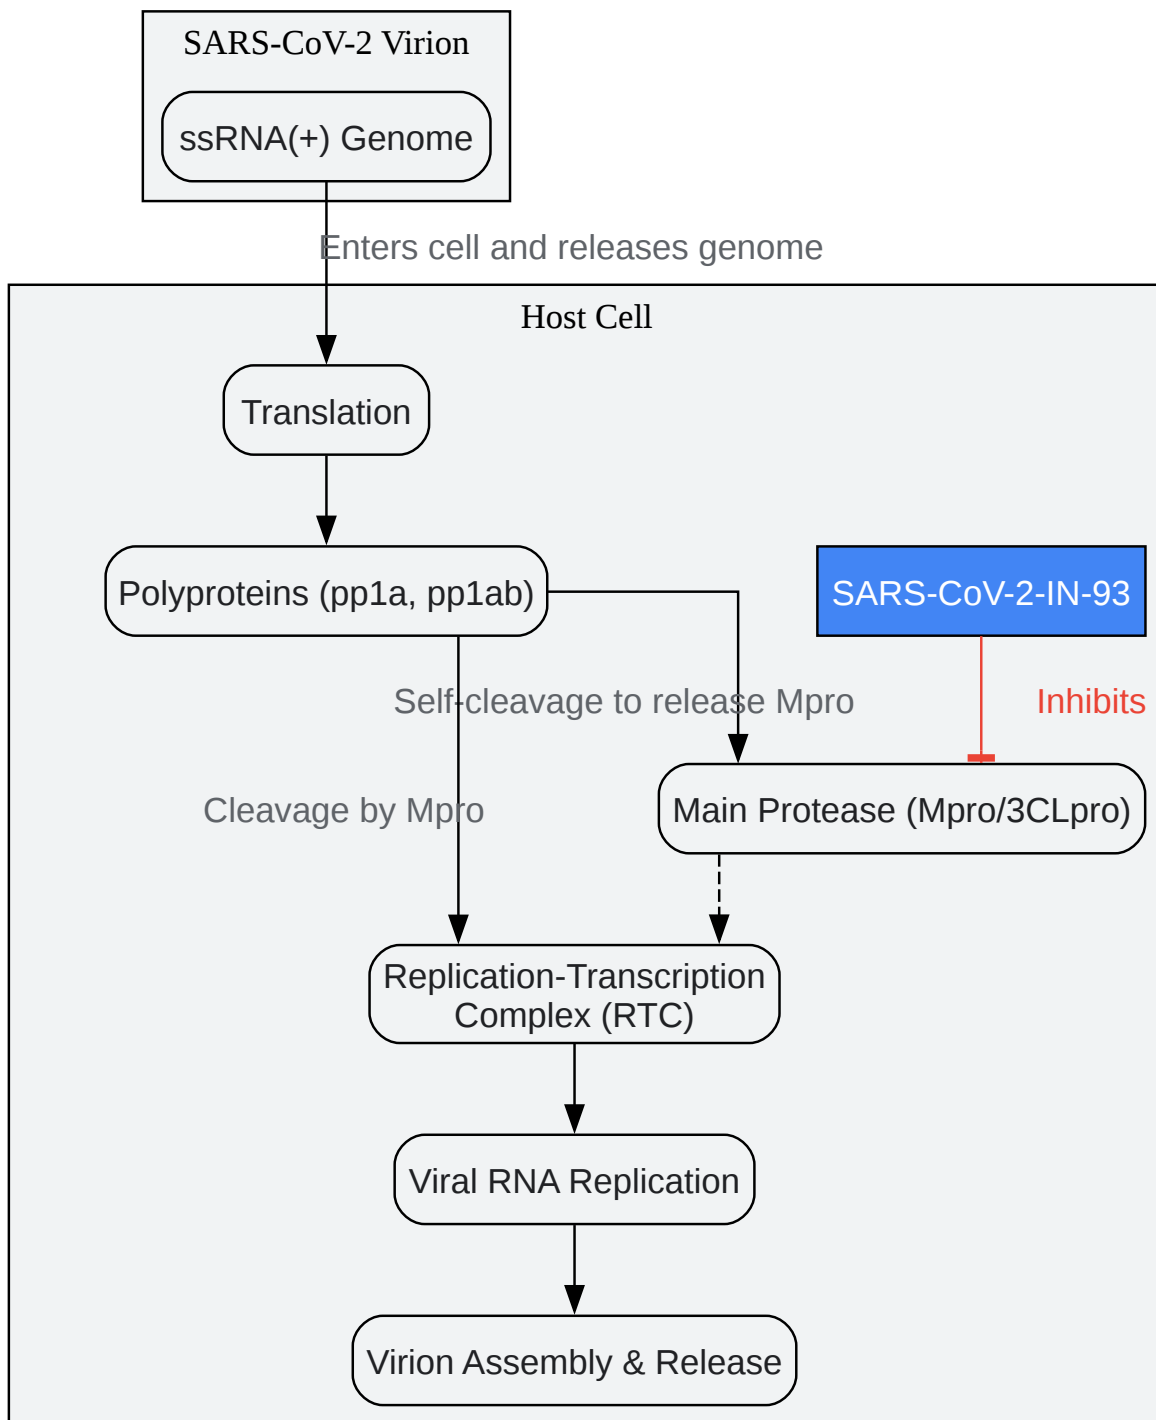 SARS-CoV-2 Virion
ssRNA(+) Genome
Enters cell and releases genome
Host Cell
Translation
Polyproteins (pp1a, pp1ab)
SARS-CoV-2-IN-93
Self-cleavage to release Mpro
Inhibits
Cleavage by Mpro
Main Protease (Mpro/3CLpro)
Replication-Transcription
Complex (RTC)
Viral RNA Replication
Virion Assembly & Release